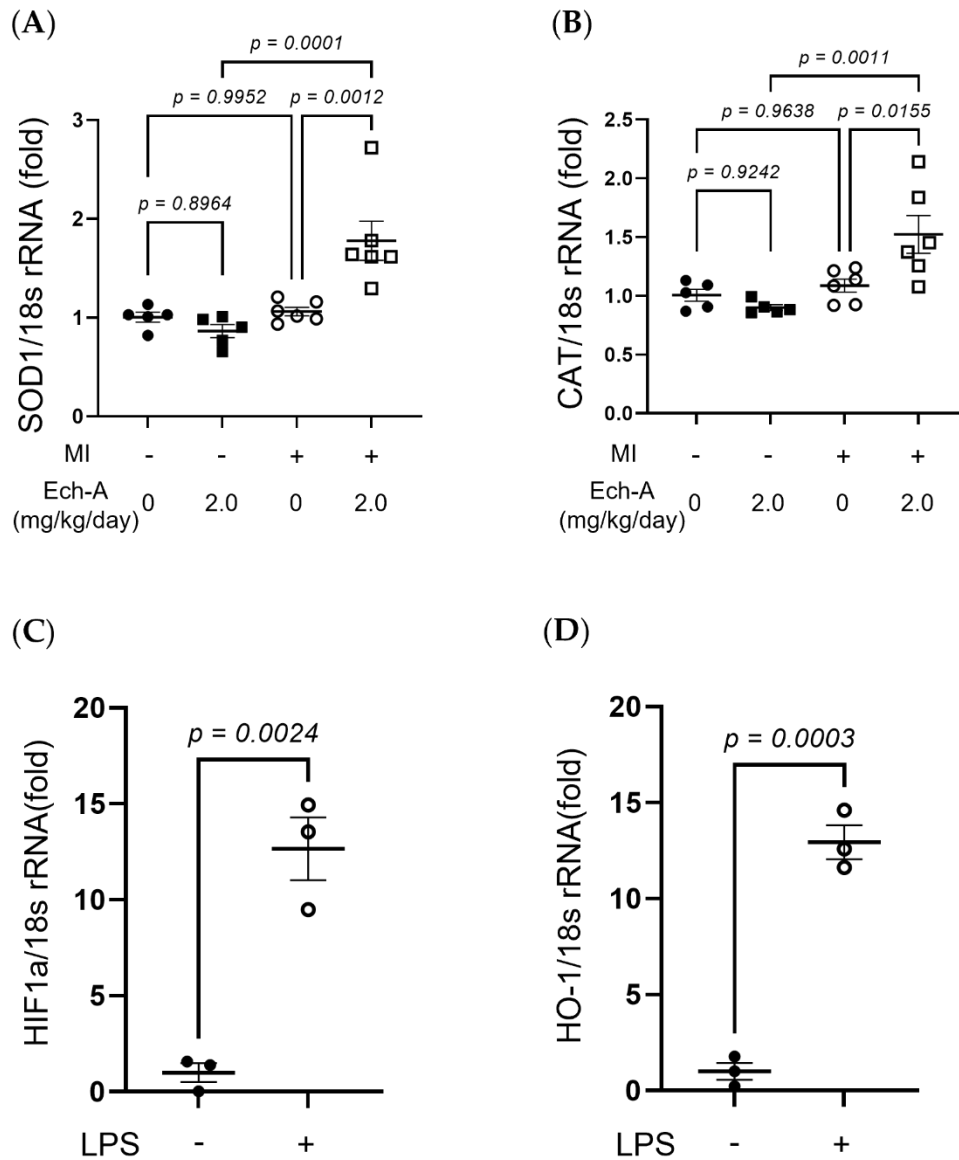 (A)
p = 0.0001
p = 0.9952 p = 0.0012
p = 0.8964
SOD1/18s rRNA (fold)
3
2
1
0
MI - - + +
Ech-A
(mg/kg/day) 0 2.0 0 2.0
(B)
p = 0.0011
p = 0.9638 p = 0.0155
p = 0.9242
CAT/18s rRNA (fold)
2.5
2.0
1.5
1.0
0.5
0.0
MI - - + +
Ech-A
(mg/kg/day) 0 2.0 0 2.0
(C)
p = 0.0024
HIF1a/18s rRNA(fold)
20
15
10
5
0
LPS - +
(D)
p = 0.0003
HO-1/18s rRNA(fold)
20
15
10
5
0
LPS - +